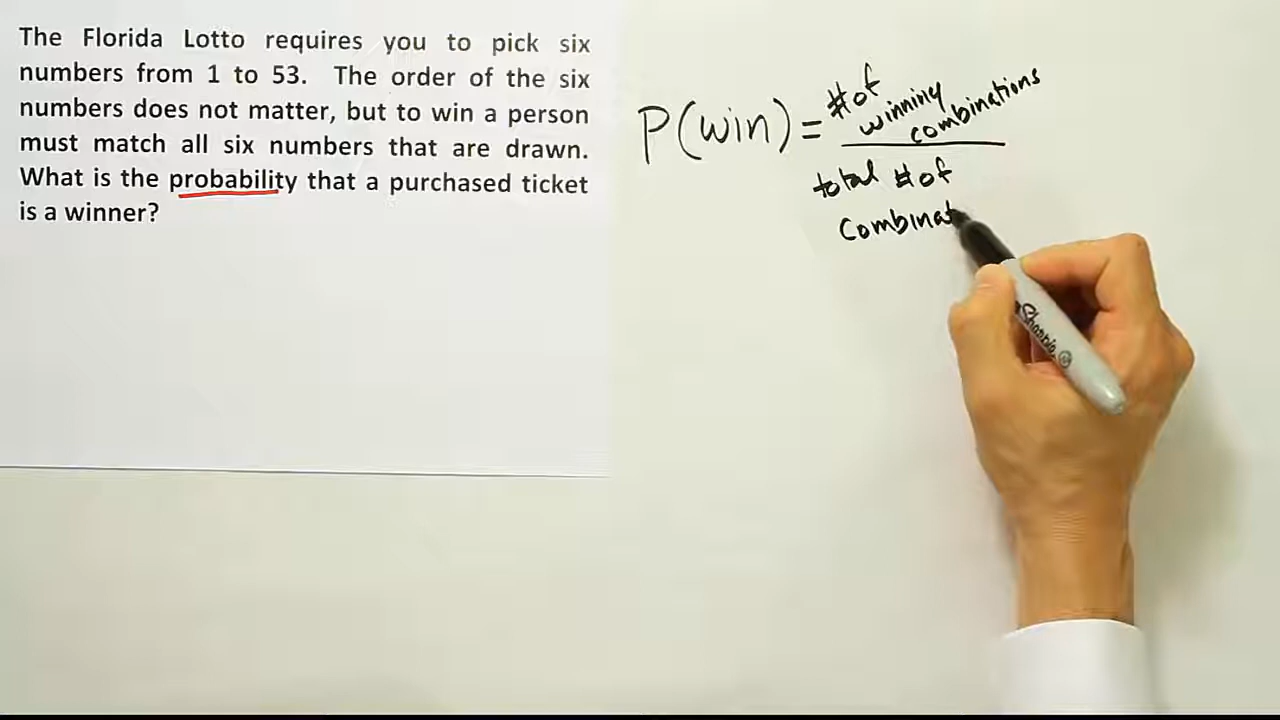 The Florida Lotto requires you to pick six
numbers from 1 to 53. The order of the six
numbers does not matter, but to win a person
must match all six numbers that are drawn.
What is the probability that a purchased ticket
is a winner?
P(win) =
# of
winning
combinations
total # of
Combinat
Sharpie